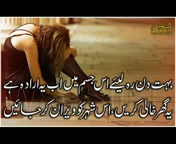 بہت دن رہ لیئے اس جسم میں اب یہ ارادہ ہے
یہ گھر خالی کریں، اس شہر کو ویران کر جائیں